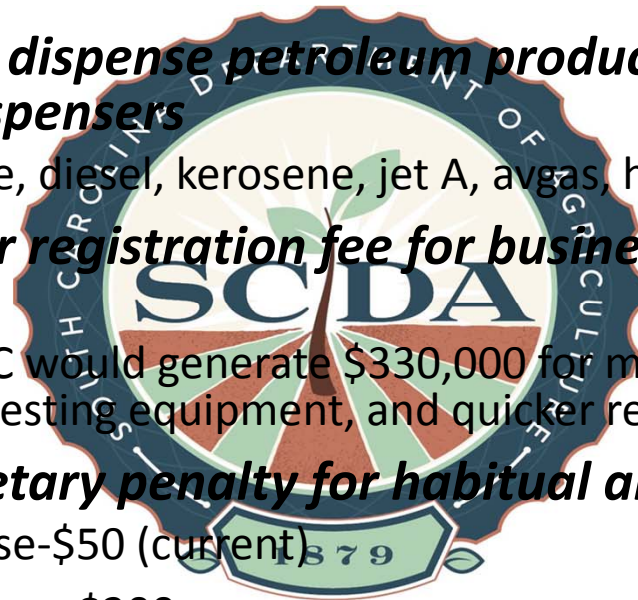 dispense petroleum produc
spensers
e, diesel, kerosene, jet A, avgas, h
r registration fee for busine
C would generate $330,000 for m
esting equipment, and quicker re
etary penalty for habitual a
se-$50 (current)
SOUTH CAROLINA DEPARTMENT OF AGRICULTURE
SCDA
1879